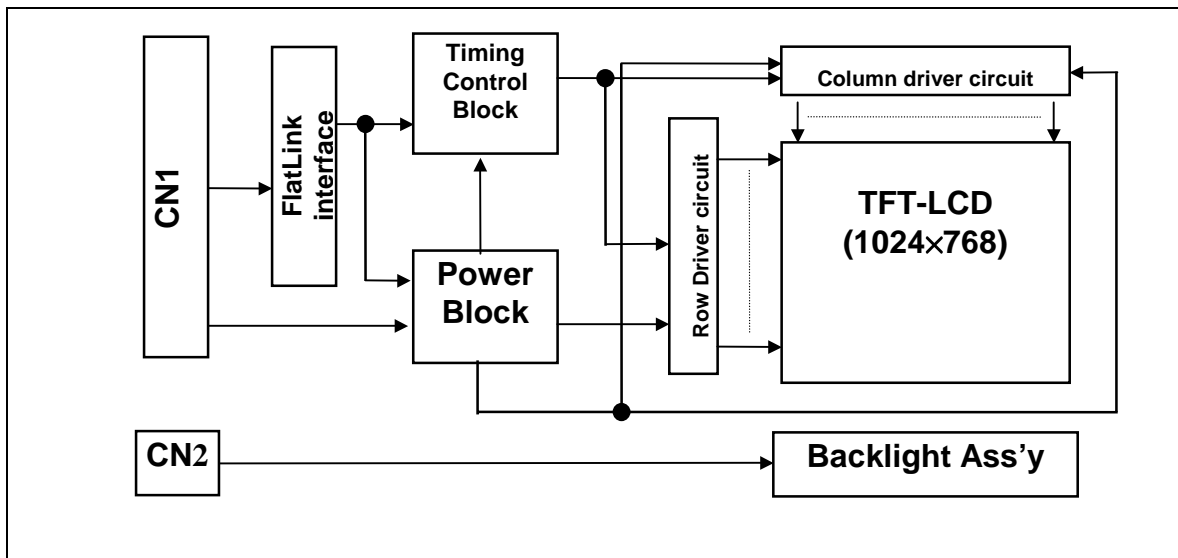 CN1
FlatLink
interface
Timing
Control
Block
Power
Block
Row Driver circuit
Column driver circuit
TFT-LCD
(1024×768)
CN2
Backlight Ass’y